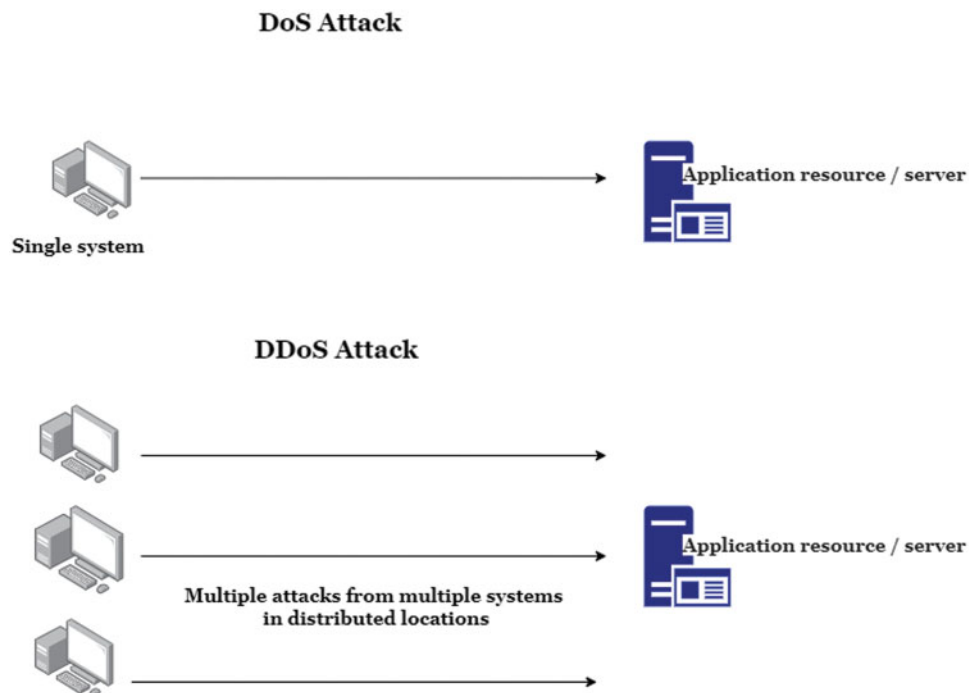 DoS Attack
Application resource / server
Single system
DDoS Attack
Application resource / server
Multiple attacks from multiple systems
in distributed locations